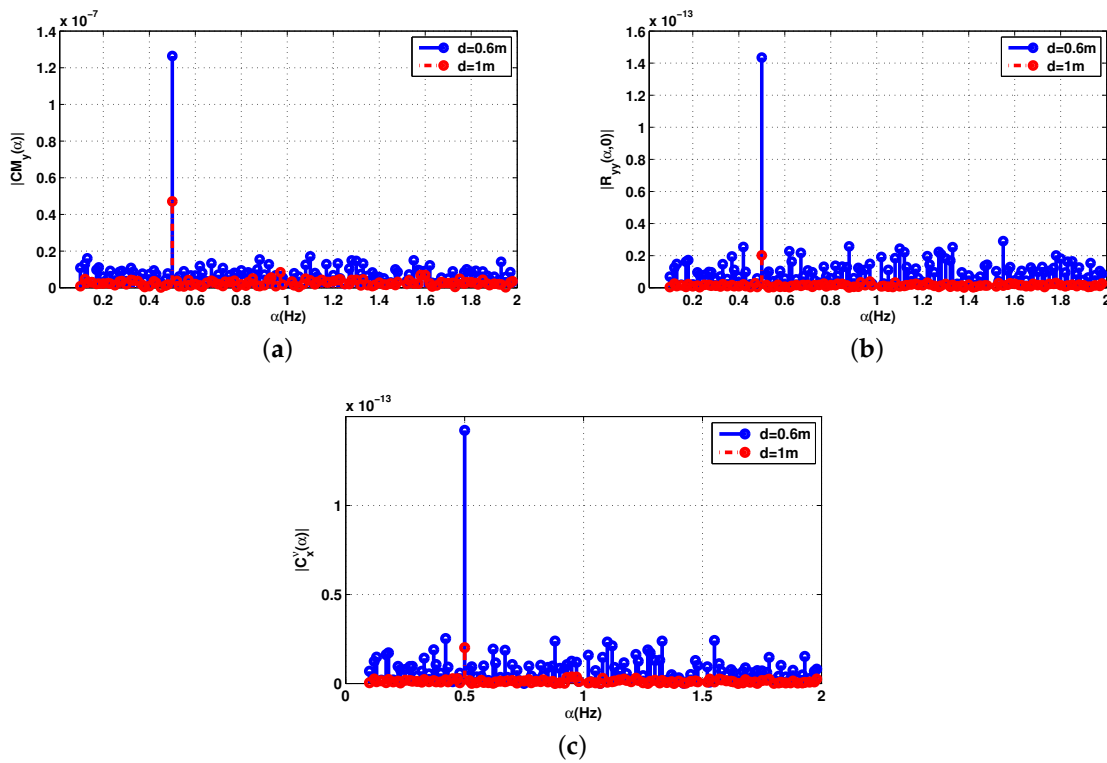 x 10⁻⁷
1.4
1.2
1
0.8
0.6
0.4
0.2
0
|CM_y(α)|
0.2 0.4 0.6 0.8 1 1.2 1.4 1.6 1.8 2
α(Hz)
d=0.6m
d=1m
(a)
x 10⁻¹³
1.6
1.4
1.2
1
0.8
0.6
0.4
0.2
0
|R_yy(α,0)|
0.2 0.4 0.6 0.8 1 1.2 1.4 1.6 1.8 2
α(Hz)
d=0.6m
d=1m
(b)
x 10⁻¹³
1
0.5
0
|C_x^ν(α)|
0 0.5 1 1.5 2
α(Hz)
d=0.6m
d=1m
(c)